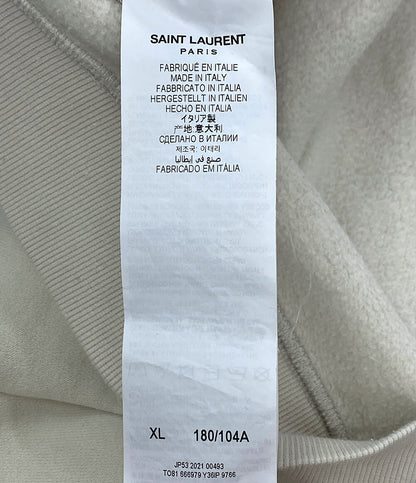 SAINT LAURENT
PARIS
FABRIQUÉ EN ITALIE
MADE IN ITALY
FABBRICATO IN ITALIA
HERGESTELLT IN ITALIEN
HECHO EN ITALIA
イタリア製
产地:意大利
СДЕЛАНО В ИТАЛИИ
제조국: 이태리
صنع في إيطاليا
FABRICADO EM ITÁLIA
XL 180/104A
JP53 2021 00493
TO81 666979 Y36IP 9766